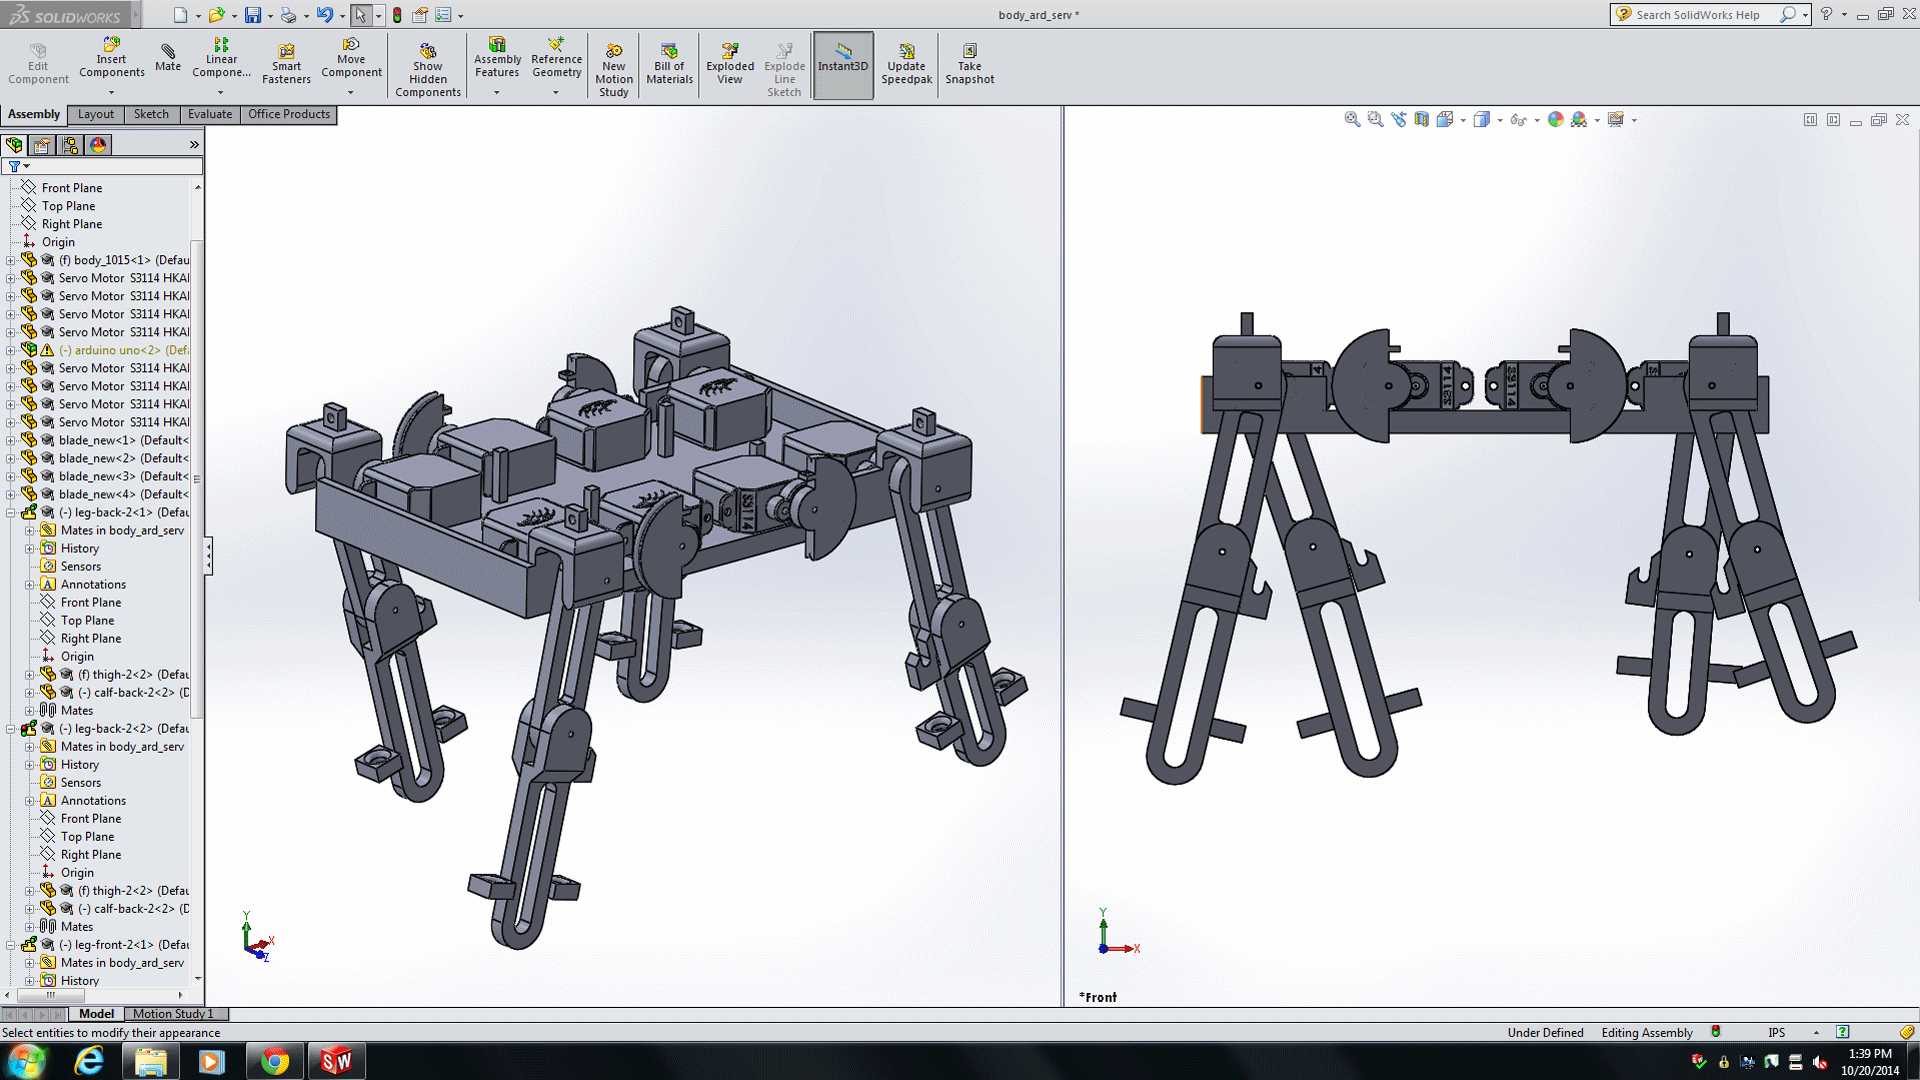 SOLIDWORKS
body_ard_serv *
Search SolidWorks Help
Edit Component
Insert Components
Mate
Linear Compone...
Smart Fasteners
Move Component
Show Hidden Components
Assembly Features
Reference Geometry
New Motion Study
Bill of Materials
Exploded View
Explode Line Sketch
Instant3D
Update Speedpak
Take Snapshot
Assembly
Layout
Sketch
Evaluate
Office Products
Front Plane
Top Plane
Right Plane
Origin
(f) body_1015<1> (Defau
Servo Motor S3114 HKAI
Servo Motor S3114 HKAI
Servo Motor S3114 HKAI
Servo Motor S3114 HKAI
(-) arduino uno<2> (Defa
Servo Motor S3114 HKAI
Servo Motor S3114 HKAI
Servo Motor S3114 HKAI
Servo Motor S3114 HKAI
blade_new<1> (Default<
blade_new<2> (Default<
blade_new<3> (Default<
blade_new<4> (Default<
(-) leg-back-2<1> (Defau
Mates in body_ard_serv
History
Sensors
Annotations
Front Plane
Top Plane
Right Plane
Origin
(f) thigh-2<2> (Defau
(-) calf-back-2<2> (D
Mates
(-) leg-back-2<2> (Defau
Mates in body_ard_serv
History
Sensors
Annotations
Front Plane
Top Plane
Right Plane
Origin
(f) thigh-2<2> (Defau
(-) calf-back-2<2> (D
Mates
(-) leg-front-2<1> (Defau
Mates in body_ard_serv
History
S3114
S3114
S3114
Y
X
Z
Y
X
*Front
Model
Motion Study 1
Select entities to modify their appearance
Under Defined
Editing Assembly
IPS
SW
1:39 PM
10/20/2014